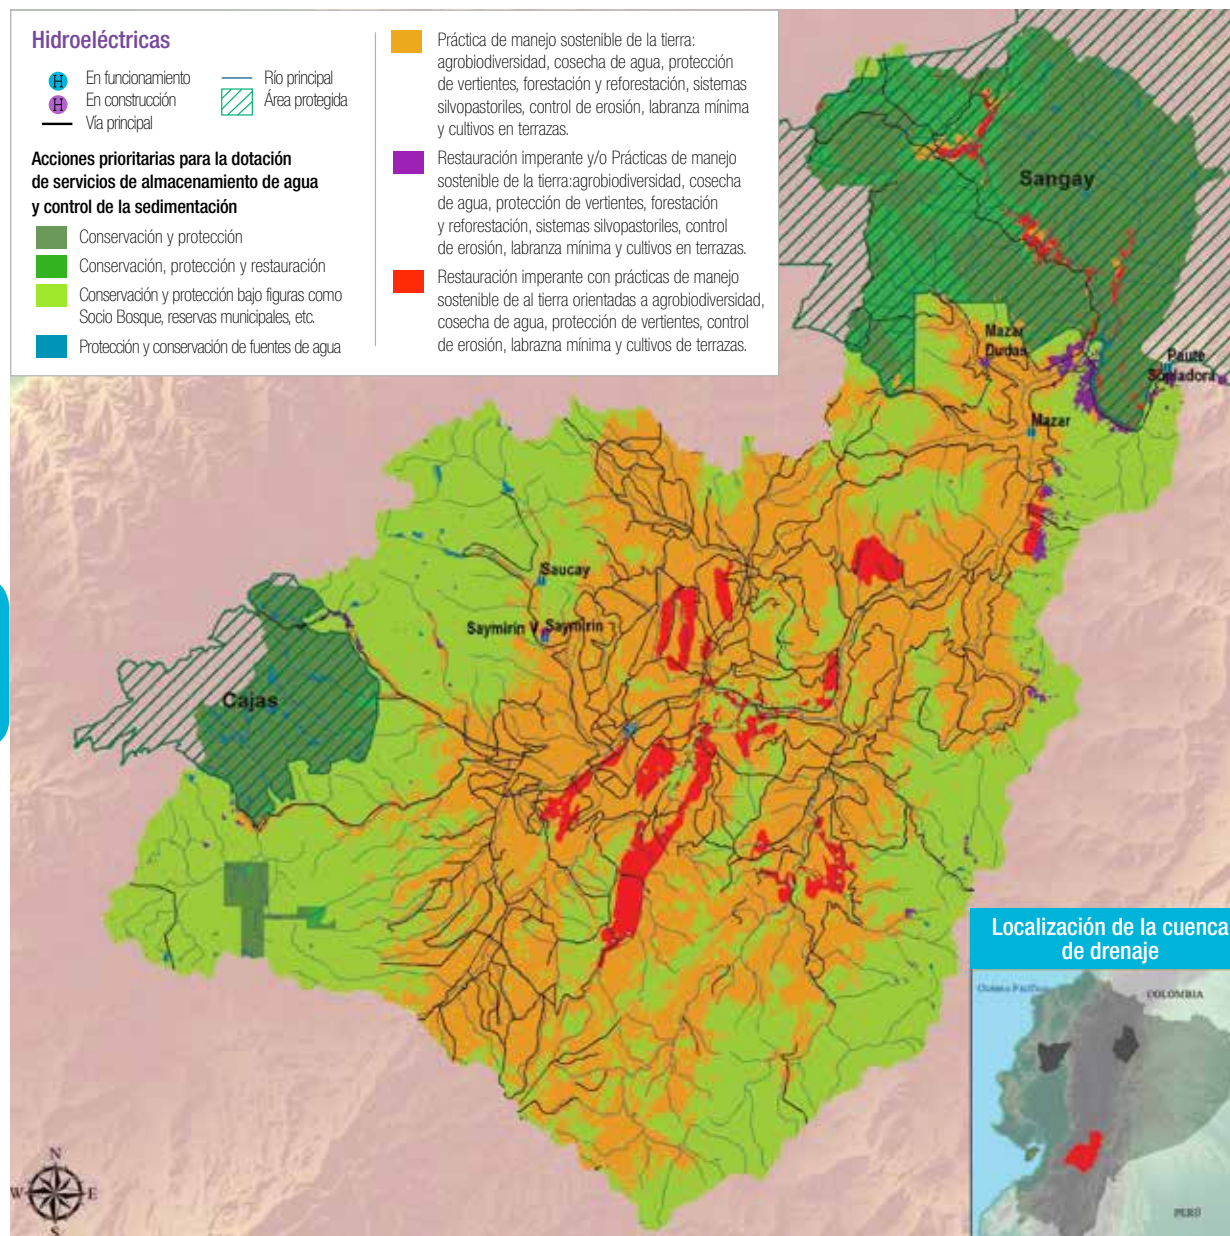 Hidroeléctricas
H En funcionamiento
H En construcción
Vía principal
Río principal
Área protegida
Acciones prioritarias para la dotación
de servicios de almacenamiento de agua
y control de la sedimentación
Conservación y protección
Conservación, protección y restauración
Conservación y protección bajo figuras como
Socio Bosque, reservas municipales, etc.
Protección y conservación de fuentes de agua
Práctica de manejo sostenible de la tierra:
agrobiodiversidad, cosecha de agua, protección
de vertientes, forestación y reforestación, sistemas
silvopastoriles, control de erosión, labranza mínima
y cultivos en terrazas.
Restauración imperante y/o Prácticas de manejo
sostenible de la tierra:agrobiodiversidad, cosecha
de agua, protección de vertientes, forestación
y reforestación, sistemas silvopastoriles, control
de erosión, labranza mínima y cultivos en terrazas.
Restauración imperante con prácticas de manejo
sostenible de al tierra orientadas a agrobiodiversidad,
cosecha de agua, protección de vertientes, control
de erosión, labrazna mínima y cultivos de terrazas.
Sangay
Mazar
Dudas
Paute
Sopladora
Mazar
Saucay
Saymirin V Saymirin
Cajas
Localización de la cuenca
de drenaje
Océano Pacífico
COLOMBIA
PERÚ
N
W E
S